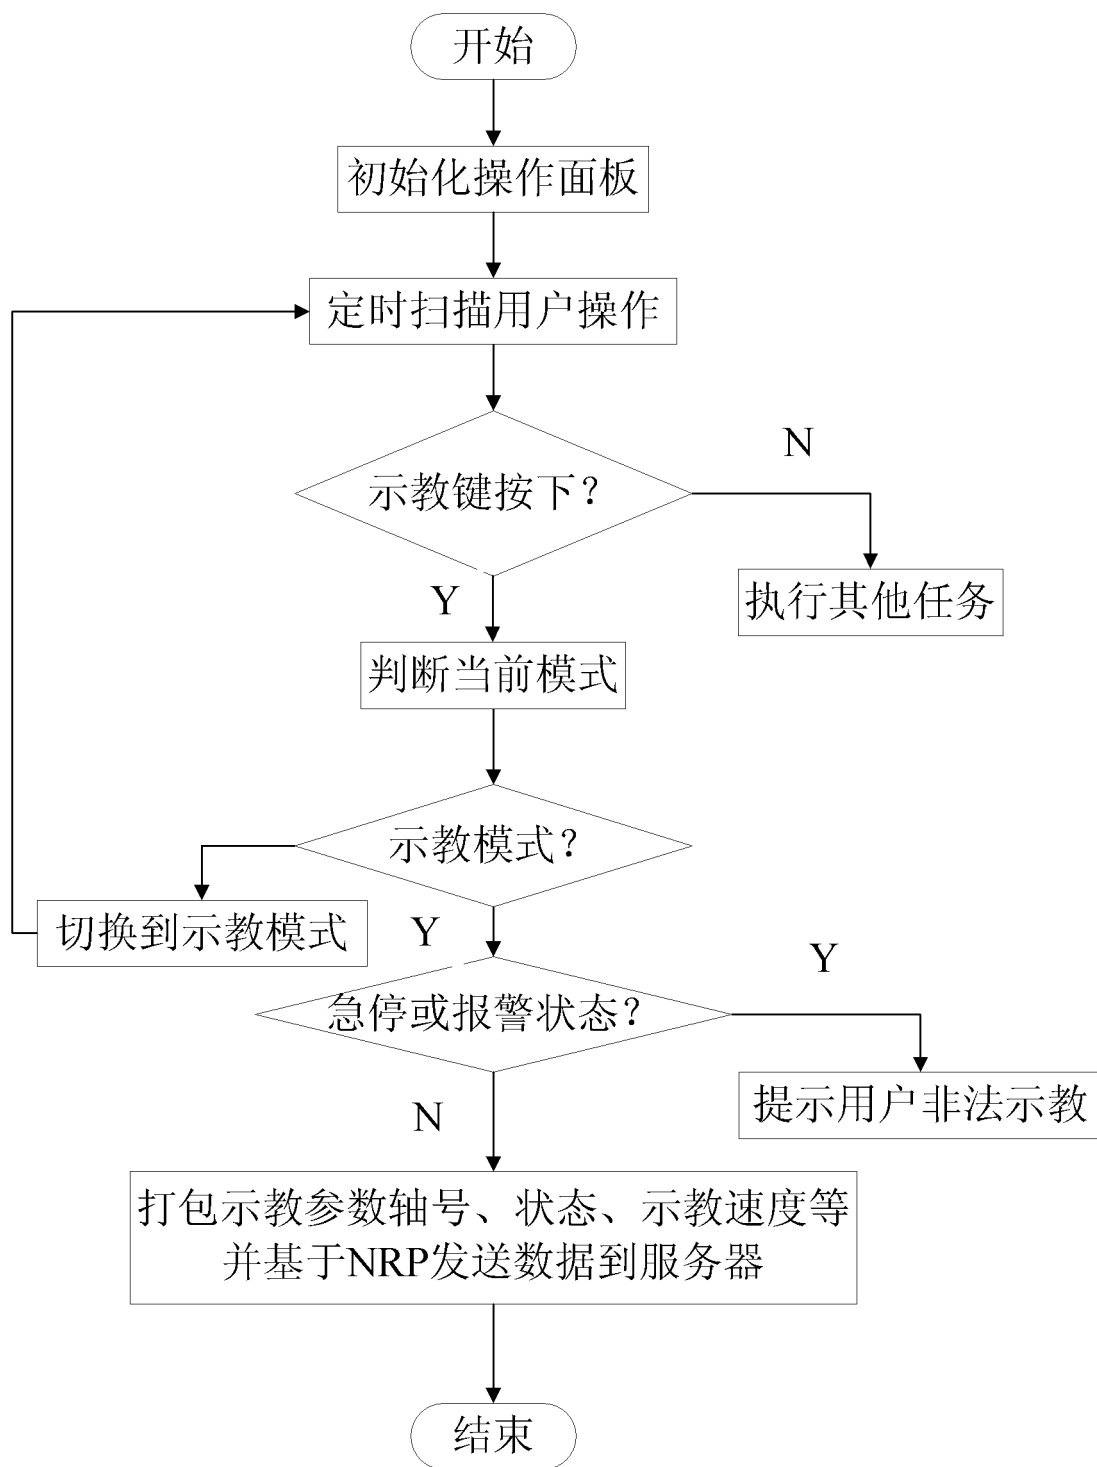 开始
初始化操作面板
定时扫描用户操作
N
示教键按下？
执行其他任务
Y
判断当前模式
示教模式？
切换到示教模式
Y
Y
急停或报警状态？
提示用户非法示教
N
打包示教参数轴号、状态、示教速度等
并基于NRP发送数据到服务器
结束